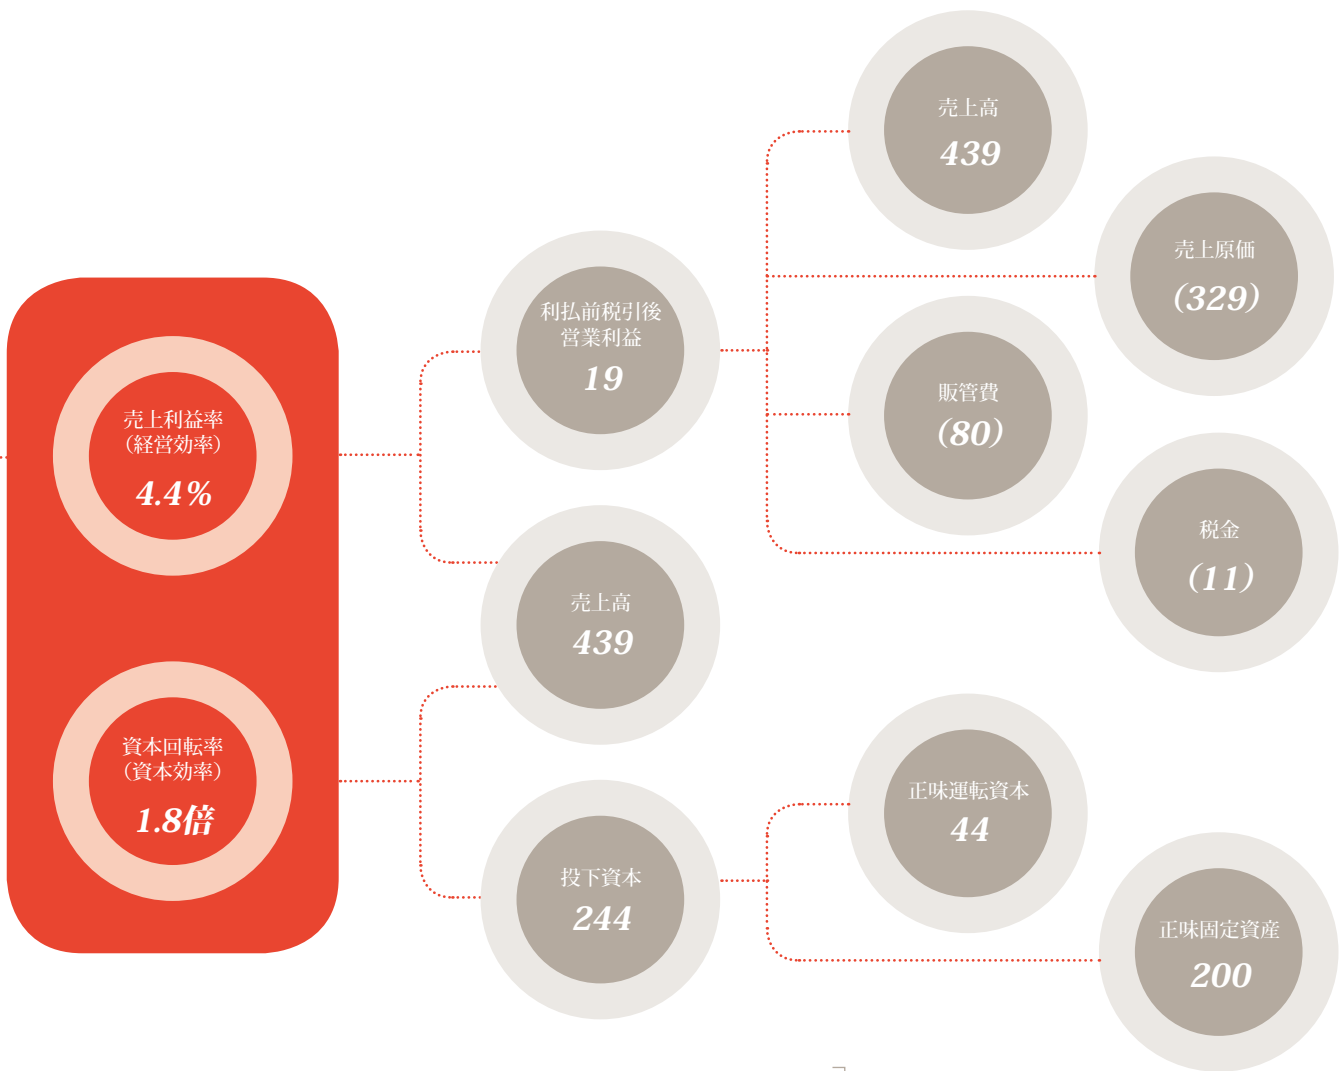 売上利益率
（経営効率）
4.4%
資本回転率
（資本効率）
1.8倍
利払前税引後
営業利益
19
売上高
439
投下資本
244
売上高
439
売上原価
(329)
販管費
(80)
税金
(11)
正味運転資本
44
正味固定資産
200